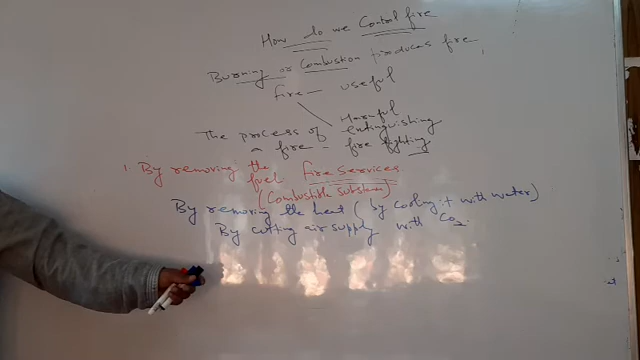 How do we Control fire
Burning or Combustion produces fire
fire — useful
Harmful
The process of extinguishing
a fire - fire fighting
1. By removing the fuel fire services
(Combustible substan)
By removing the heat (by cooling it with water)
By cutting air supply with CO2.